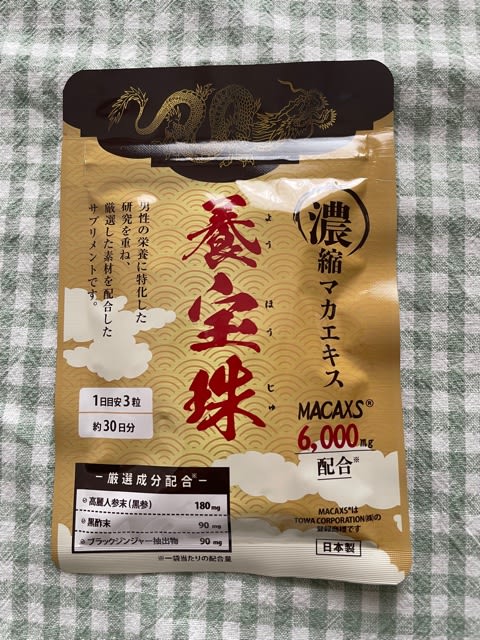 濃縮マカエキス
MACAXS®
6,000mg
配合※
養宝珠
ようほうじゅ
男性の栄養に特化した
研究を重ね、
厳選した素材を配合した
サプリメントです。
1日目安3粒
約30日分
−厳選成分配合※−
高麗人参末(黒参) 180mg
黒酢末 90mg
ブラックジンジャー抽出物 90mg
※一袋当たりの配合量
MACAXS®は
TOWA CORPORATION㈱の
登録商標です
日本製